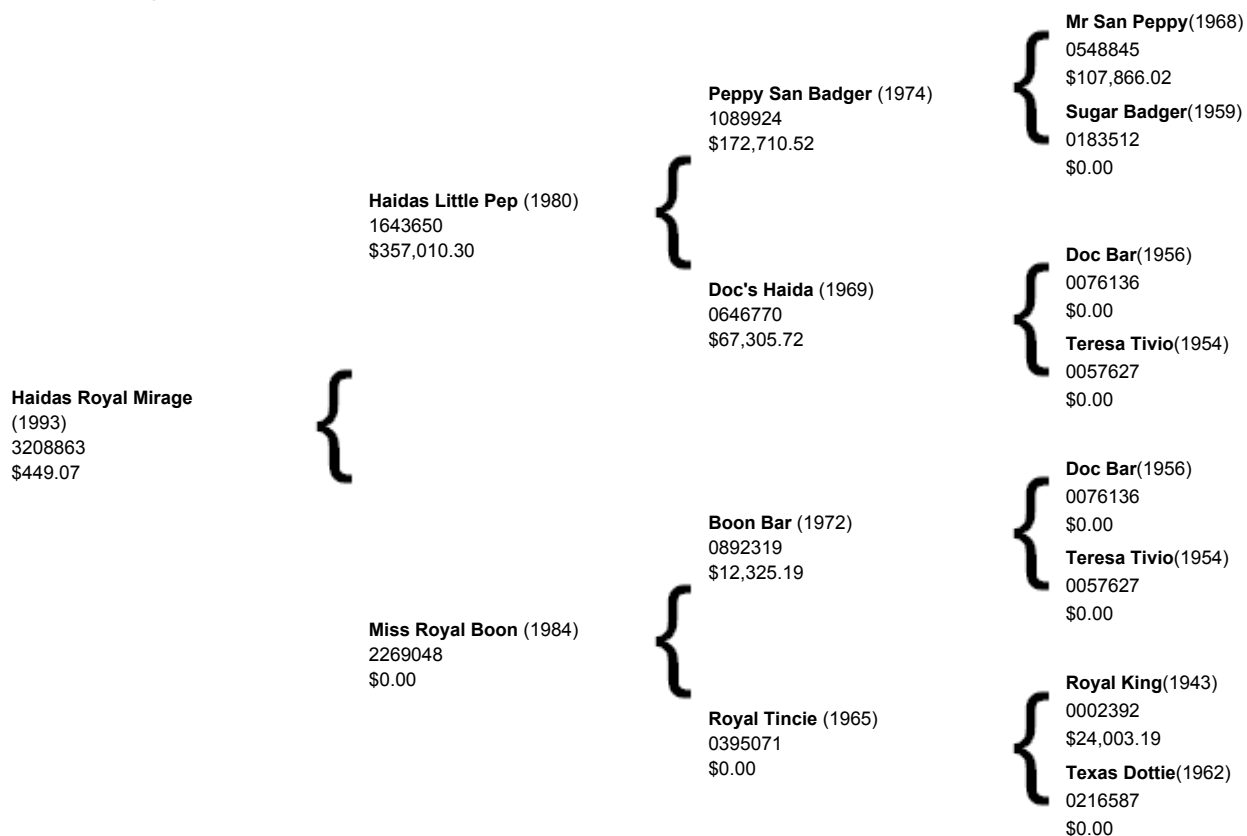 Mr San Peppy(1968)
0548845
$107,866.02
Peppy San Badger (1974)
1089924
$172,710.52
Sugar Badger(1959)
0183512
$0.00
Haidas Little Pep (1980)
1643650
$357,010.30
Doc Bar(1956)
0076136
$0.00
Doc's Haida (1969)
0646770
$67,305.72
Teresa Tivio(1954)
0057627
$0.00
Haidas Royal Mirage
(1993)
3208863
$449.07
Doc Bar(1956)
0076136
$0.00
Boon Bar (1972)
0892319
$12,325.19
Teresa Tivio(1954)
0057627
$0.00
Miss Royal Boon (1984)
2269048
$0.00
Royal King(1943)
0002392
$24,003.19
Royal Tincie (1965)
0395071
$0.00
Texas Dottie(1962)
0216587
$0.00